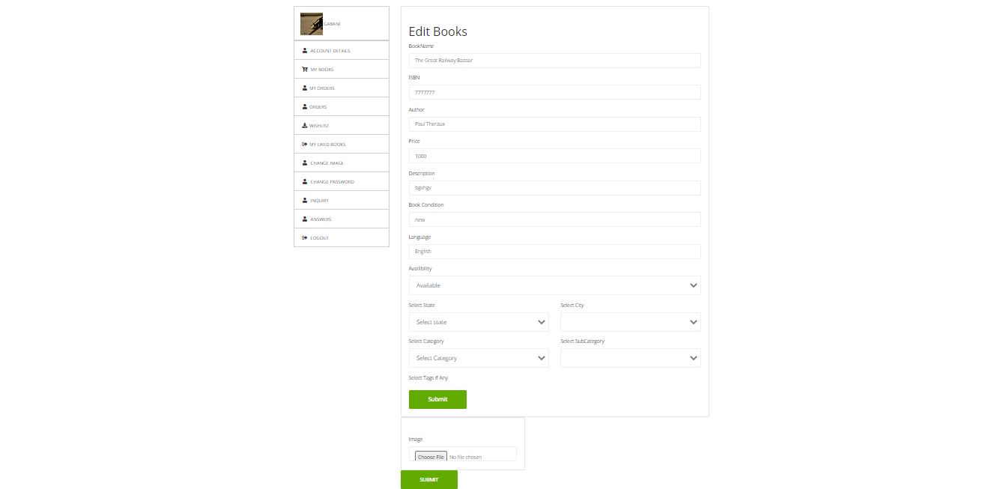 GABANI
ACCOUNT DETAILS
MY BOOKS
MY ORDERS
ORDERS
WISHLIST
MY LIKED BOOKS
CHANGE IMAGE
CHANGE PASSWORD
INQUIRY
ANSWERS
LOGOUT
Edit Books
BookName
The Great Railway Bazaar
ISBN
7777777
Author
Paul Theraux
Price
1000
Description
bgvhgv
Book Condition
new
Language
English
Availibility
Available
Select State Select City
Select state
Select Category Select SubCategory
Select Category
Select Tags If Any
Submit
Image
Choose File No file chosen
SUBMIT